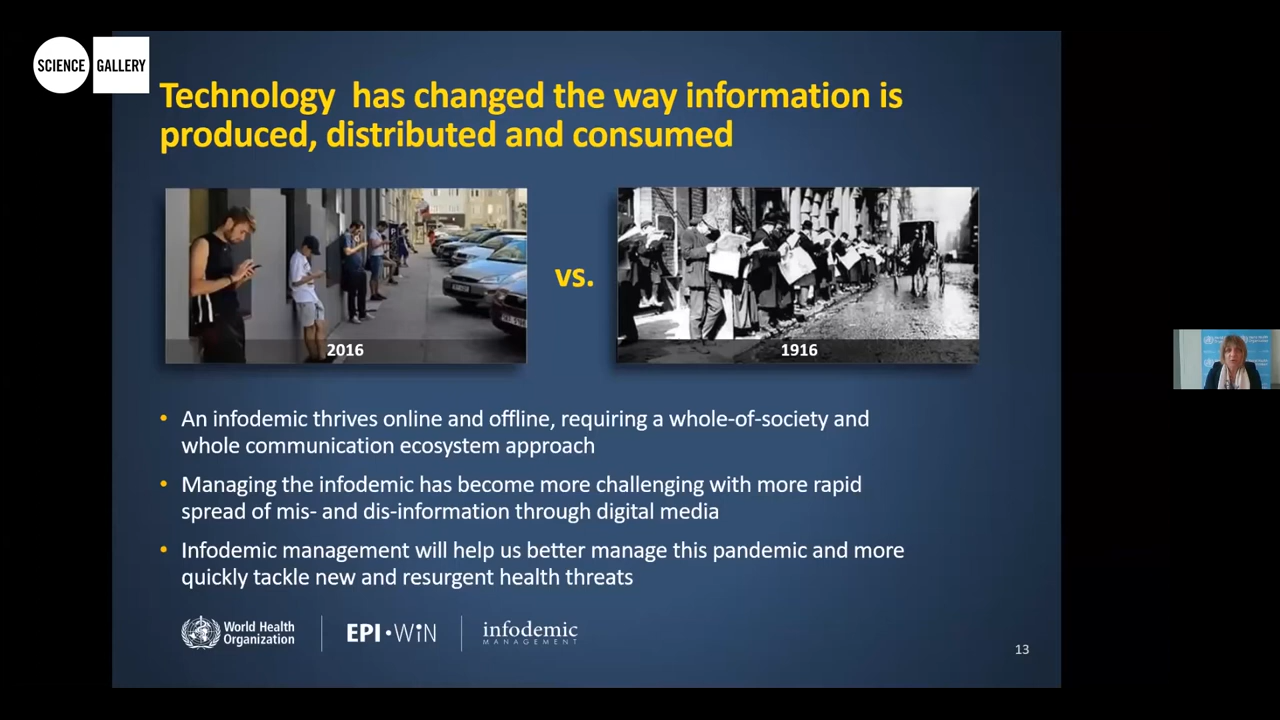 SCIENCE GALLERY
Technology has changed the way information is
produced, distributed and consumed
2016
vs.
1916
• An infodemic thrives online and offline, requiring a whole-of-society and
whole communication ecosystem approach
• Managing the infodemic has become more challenging with more rapid
spread of mis- and dis-information through digital media
• Infodemic management will help us better manage this pandemic and more
quickly tackle new and resurgent health threats
World Health
Organization
EPI•WiN
infodemic
MANAGEMENT
13